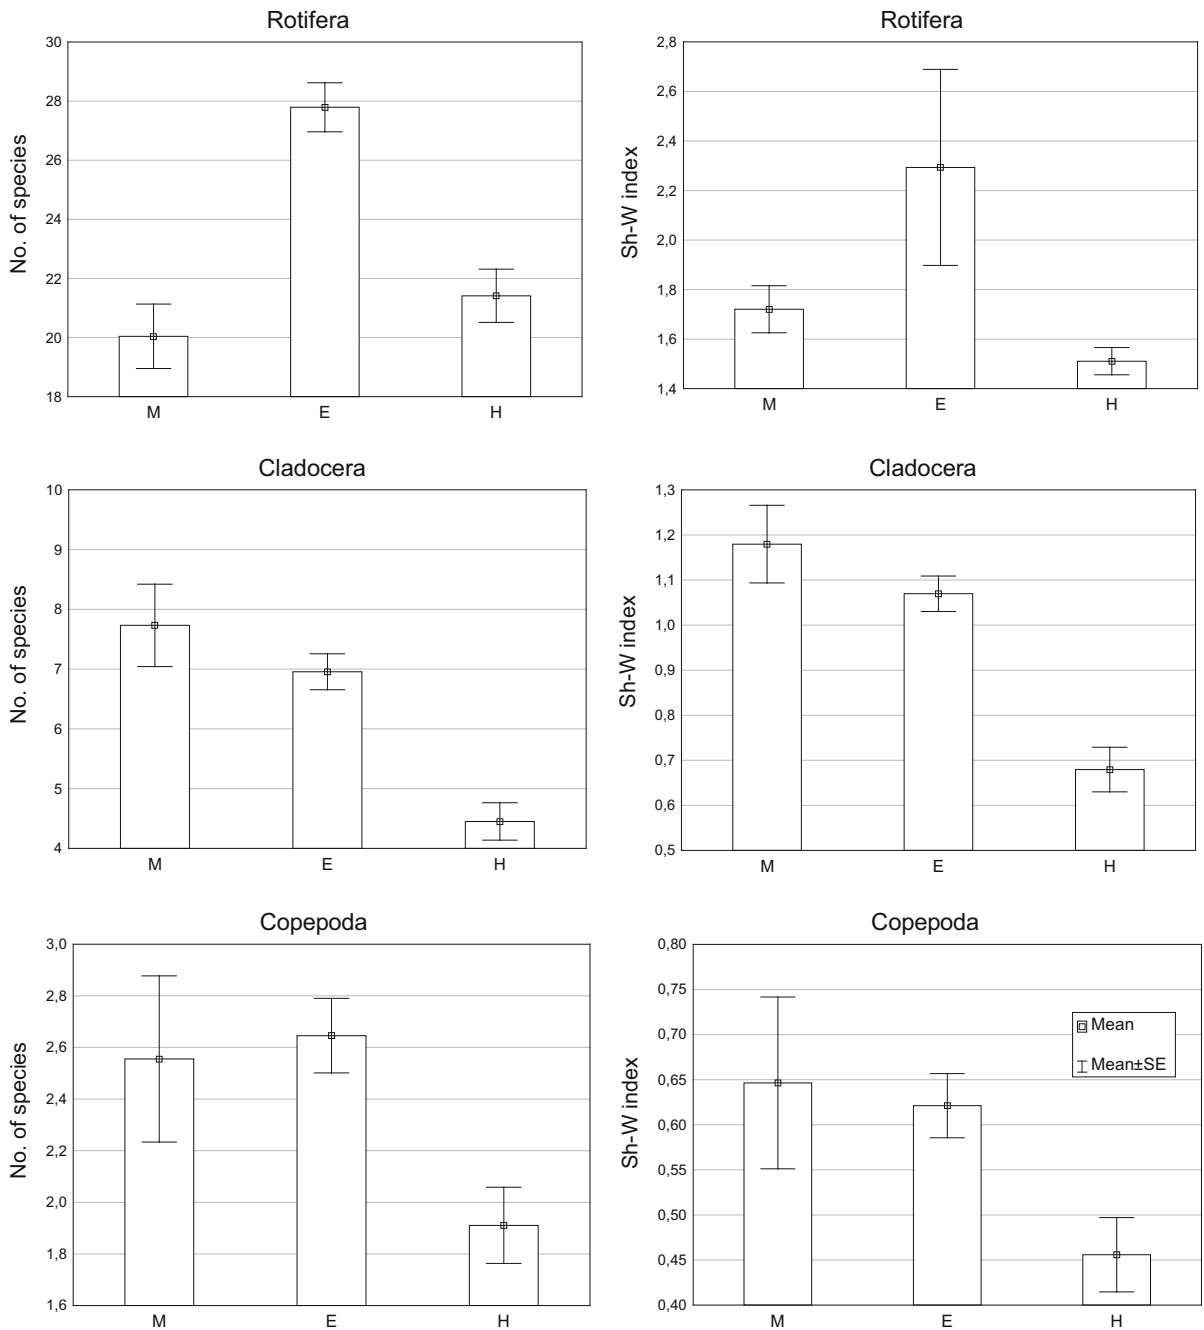 Rotifera
No. of species
30
28
26
24
22
20
18
M E H
Rotifera
Sh-W index
2,8
2,6
2,4
2,2
2,0
1,8
1,6
1,4
M E H
Cladocera
No. of species
10
9
8
7
6
5
4
M E H
Cladocera
Sh-W index
1,3
1,2
1,1
1,0
0,9
0,8
0,7
0,6
0,5
M E H
Copepoda
No. of species
3,0
2,8
2,6
2,4
2,2
2,0
1,8
1,6
M E H
Copepoda
Sh-W index
0,80
0,75
0,70
0,65
0,60
0,55
0,50
0,45
0,40
Mean
Mean±SE
M E H